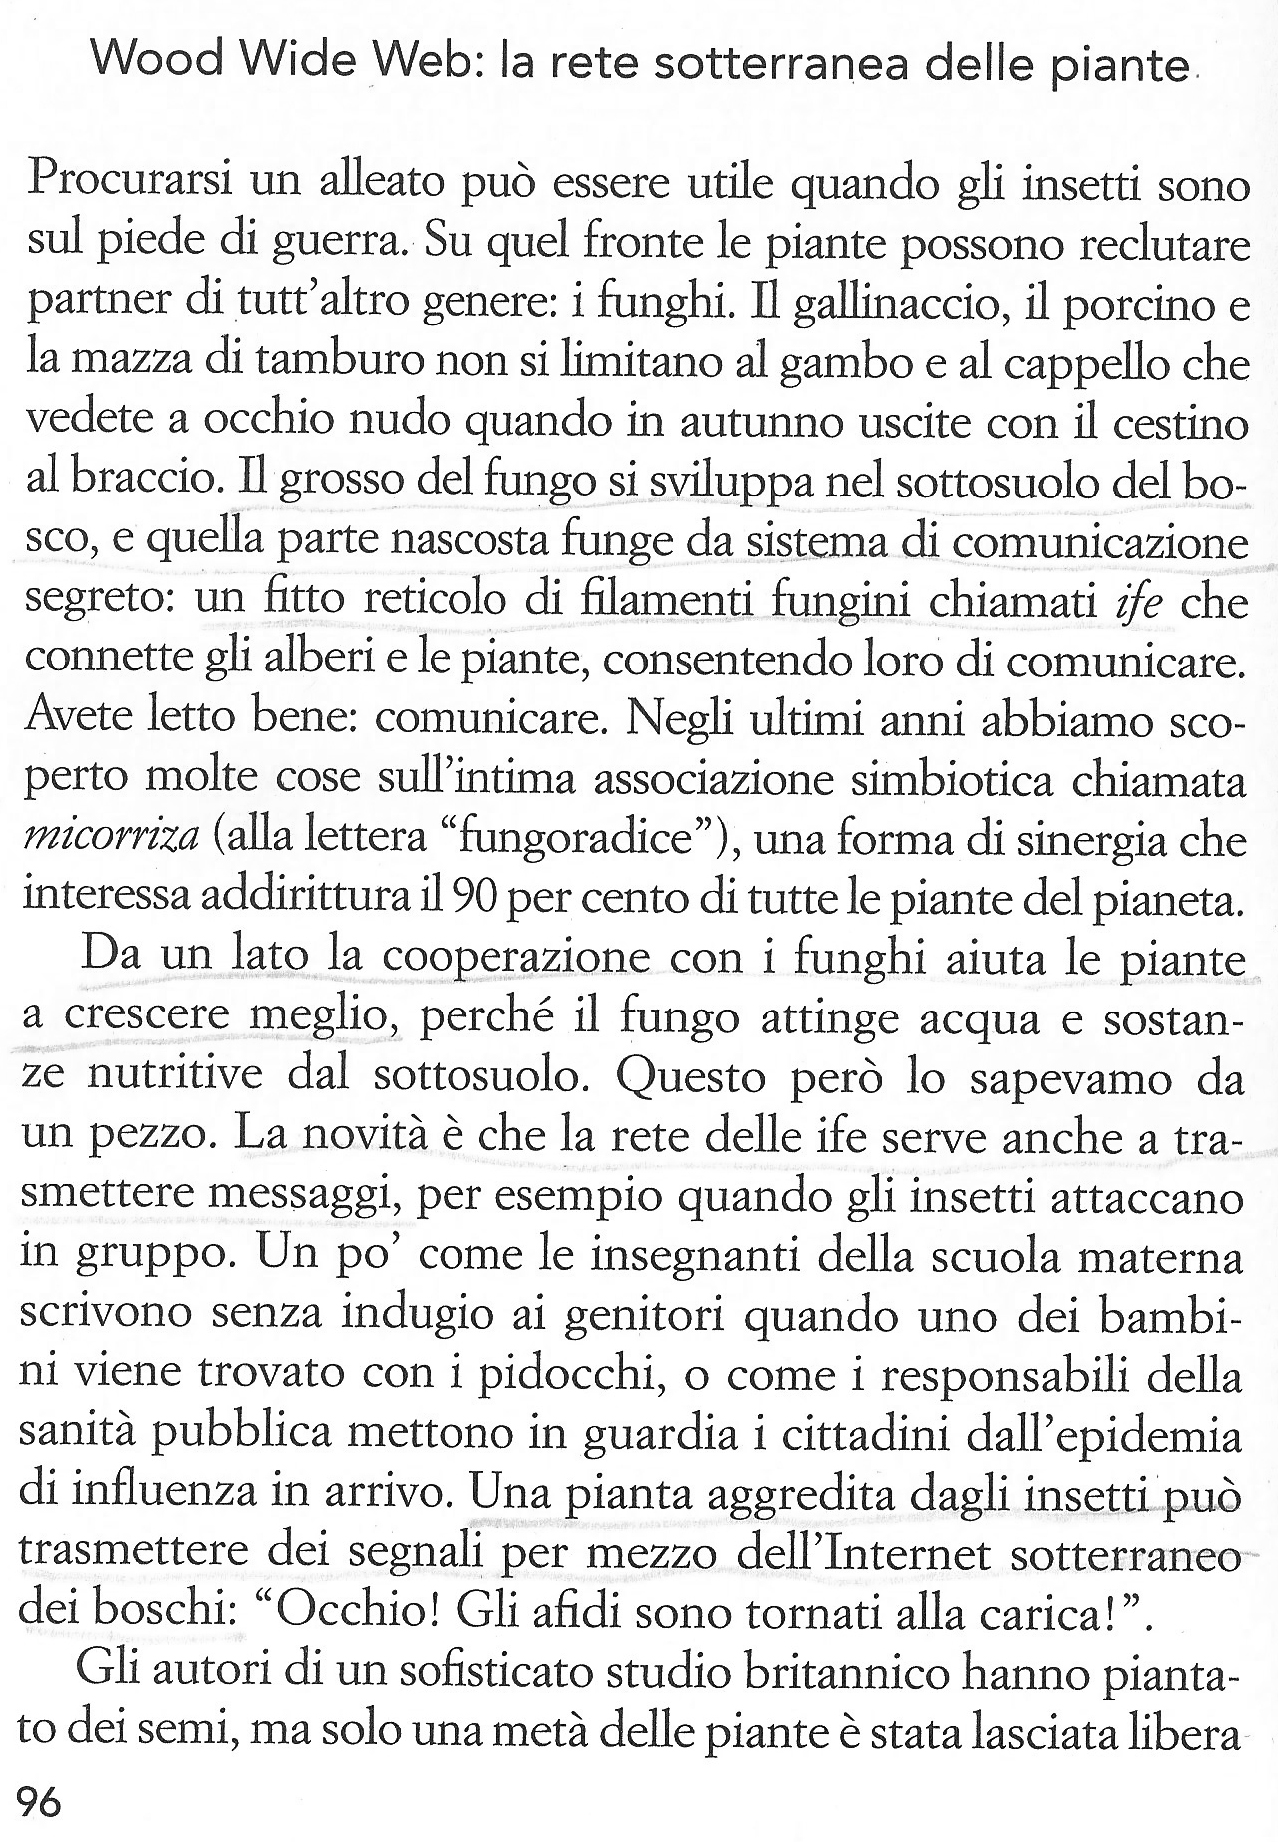 Wood Wide Web: la rete sotterranea delle piante
Procurarsi un alleato può essere utile quando gli insetti sono
sul piede di guerra. Su quel fronte le piante possono reclutare
partner di tutt’altro genere: i funghi. Il gallinaccio, il porcino e
la mazza di tamburo non si limitano al gambo e al cappello che
vedete a occhio nudo quando in autunno uscite con il cestino
al braccio. Il grosso del fungo si sviluppa nel sottosuolo del bo-
sco, e quella parte nascosta funge da sistema di comunicazione
segreto: un fitto reticolo di filamenti fungini chiamati ife che
connette gli alberi e le piante, consentendo loro di comunicare.
Avete letto bene: comunicare. Negli ultimi anni abbiamo sco-
perto molte cose sull’intima associazione simbiotica chiamata
micorriza (alla lettera “fungoradice”), una forma di sinergia che
interessa addirittura il 90 per cento di tutte le piante del pianeta.
Da un lato la cooperazione con i funghi aiuta le piante
a crescere meglio, perché il fungo attinge acqua e sostan-
ze nutritive dal sottosuolo. Questo però lo sapevamo da
un pezzo. La novità è che la rete delle ife serve anche a tra-
smettere messaggi, per esempio quando gli insetti attaccano
in gruppo. Un po’ come le insegnanti della scuola materna
scrivono senza indugio ai genitori quando uno dei bambi-
ni viene trovato con i pidocchi, o come i responsabili della
sanità pubblica mettono in guardia i cittadini dall’epidemia
di influenza in arrivo. Una pianta aggredita dagli insetti può
trasmettere dei segnali per mezzo dell’Internet sotterraneo
dei boschi: “Occhio! Gli afidi sono tornati alla carica!”.
Gli autori di un sofisticato studio britannico hanno pianta-
to dei semi, ma solo una metà delle piante è stata lasciata libera
96